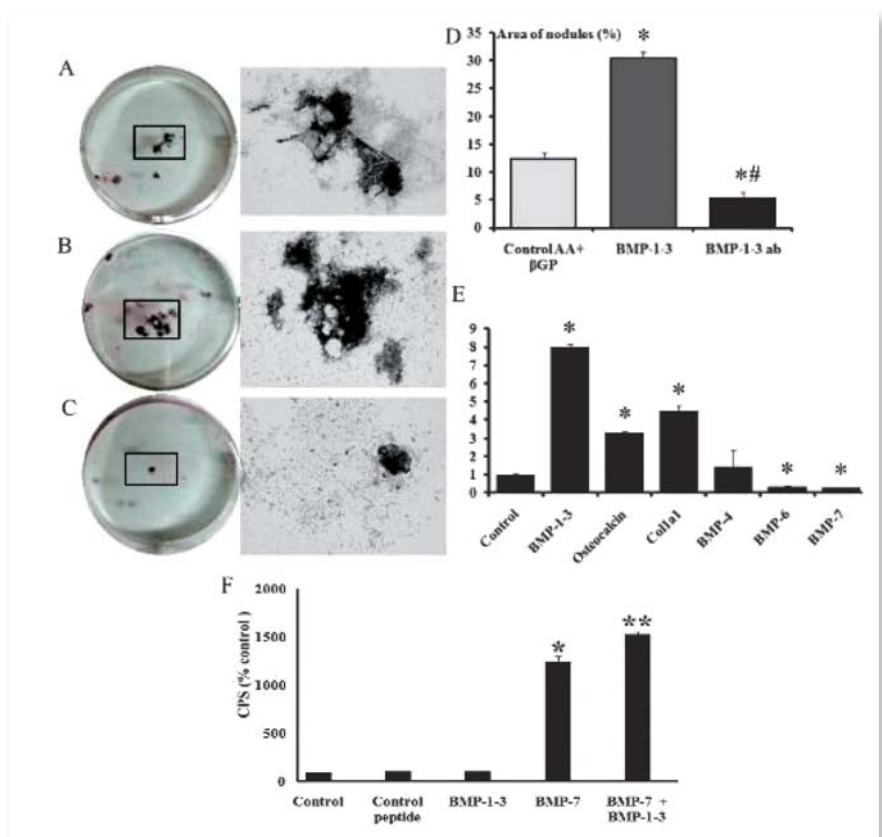 A
B
C
D
Area of nodules (%)
35
30
25
20
15
10
5
0
*
*#
Control AA+
βGP
BMP-1-3
BMP-1-3 ab
E
9
8
7
6
5
4
3
2
1
0
*
*
*
*
*
Control
BMP-1-3
Osteocalcin
Col1a1
BMP-4
BMP-6
BMP-7
F
CPS (% control )
2000
1500
1000
500
0
*
**
Control
Control
peptide
BMP-1-3
BMP-7
BMP-7 +
BMP-1-3